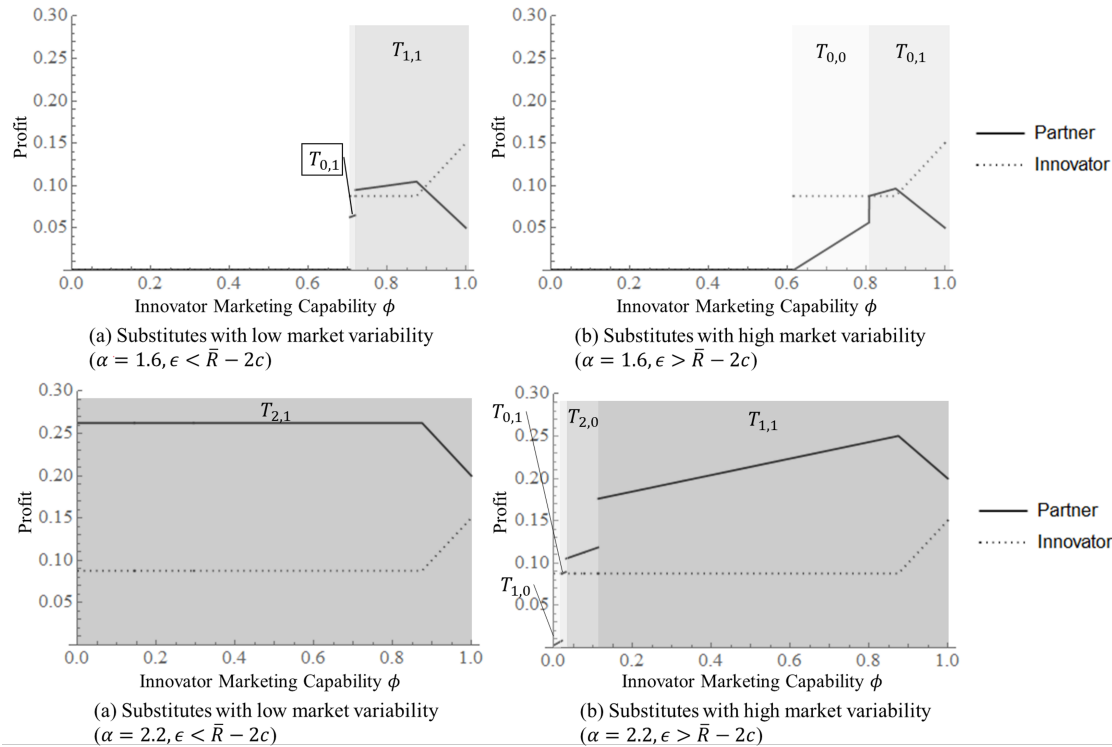 0.30
0.25
0.20
0.15
0.10
0.05
Profit
T1,1
T0,1
0.0 0.2 0.4 0.6 0.8 1.0
Innovator Marketing Capability ϕ
(a) Substitutes with low market variability
(α = 1.6, ϵ < R̄ − 2c)
0.30
0.25
0.20
0.15
0.10
0.05
Profit
T0,0 T0,1
0.0 0.2 0.4 0.6 0.8 1.0
Innovator Marketing Capability ϕ
(b) Substitutes with high market variability
(α = 1.6, ϵ > R̄ − 2c)
Partner
Innovator
0.30
0.25
0.20
0.15
0.10
0.05
Profit
T2,1
0.0 0.2 0.4 0.6 0.8 1.0
Innovator Marketing Capability ϕ
(a) Substitutes with low market variability
(α = 2.2, ϵ < R̄ − 2c)
0.30
0.25
0.20
0.15
0.10
0.05
Profit
T0,1 T2,0 T1,1
T1,0
0.0 0.2 0.4 0.6 0.8 1.0
Innovator Marketing Capability ϕ
(b) Substitutes with high market variability
(α = 2.2, ϵ > R̄ − 2c)
Partner
Innovator